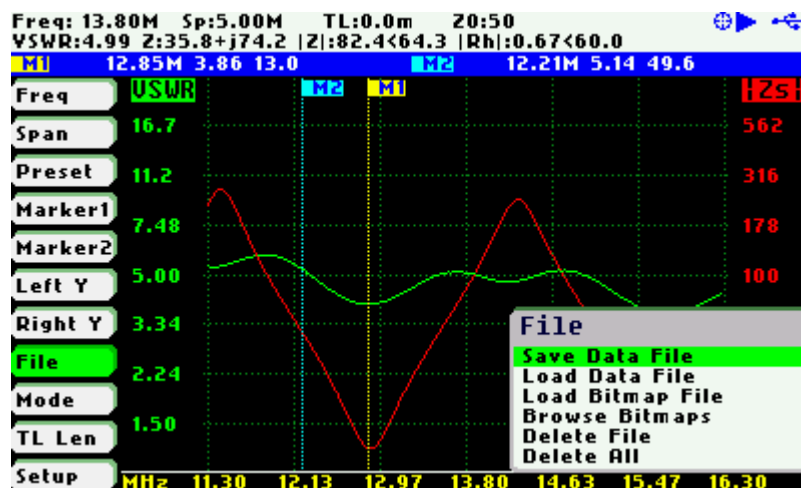 Freq: 13.80M Sp:5.00M TL:0.0m 20:50
VSWR:4.99 Z:35.8+j74.2 |Z|:82.4<64.3 |Rh|:0.67<60.0
M1 12.85M 3.86 13.0 M2 12.21M 5.14 49.6
Freq VSWR M2 M1 |Zs|
Span 16.7 562
Preset 11.2 316
Marker1
Marker2 7.48 178
Left Y 5.00 100
Right Y 3.34 File
File 2.24 Save Data File
Load Data File
Mode Load Bitmap File
Browse Bitmaps
TL Len 1.50 Delete File
Delete All
Setup MHz 11.30 12.13 12.97 13.80 14.63 15.47 16.30